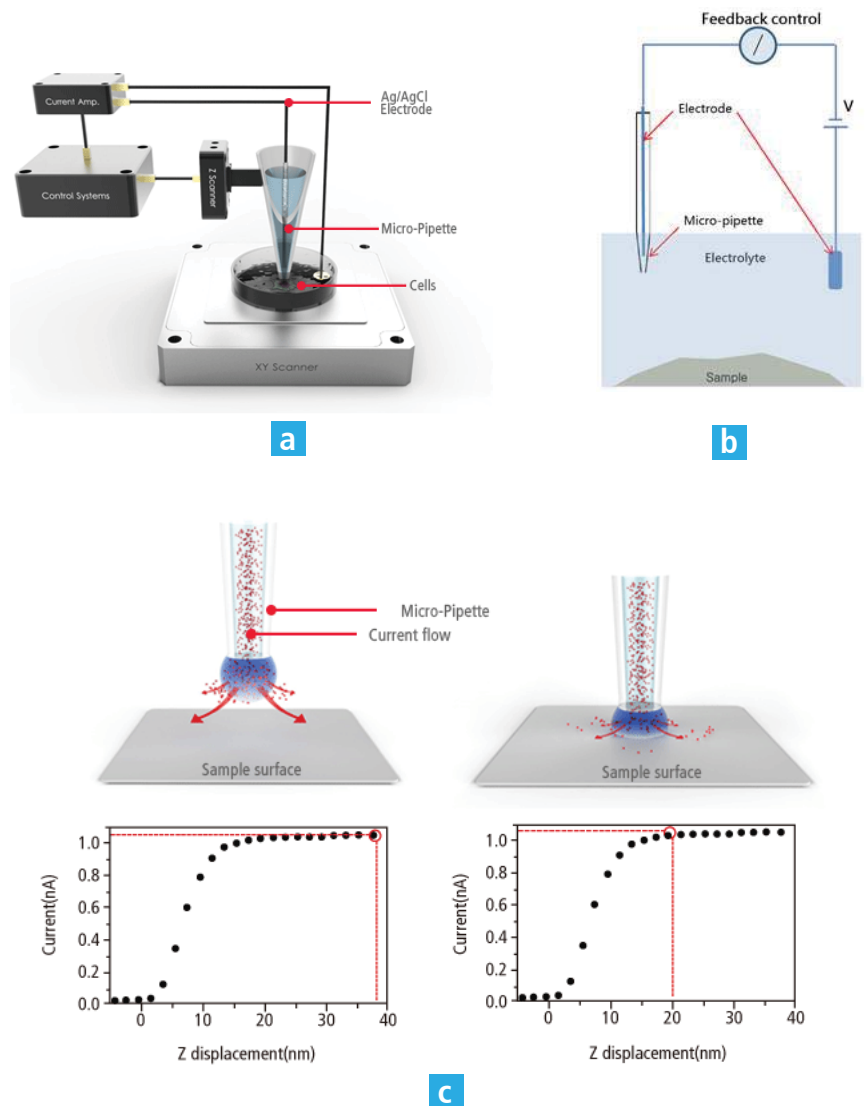 Current Amp.
Control Systems
Z Scanner
Ag/AgCl
Electrode
Micro-Pipette
Cells
XY Scanner
a
Feedback control
Electrode
V
Micro-pipette
Electrolyte
Sample
b
Micro-Pipette
Current flow
Sample surface
Sample surface
Current(nA)
1.0
0.8
0.6
0.4
0.2
0.0
0 10 20 30 40
Z displacement(nm)
Current(nA)
1.0
0.8
0.6
0.4
0.2
0.0
0 10 20 30 40
Z displacement(nm)
c